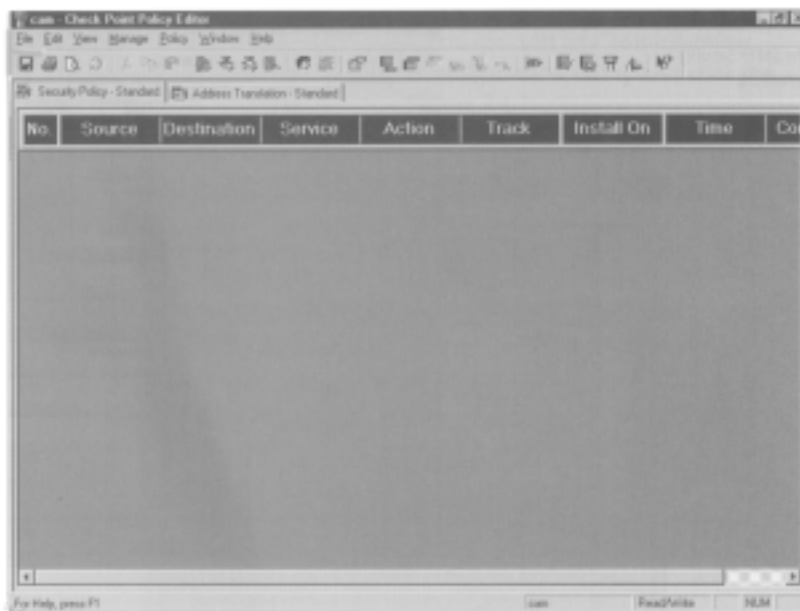 cam - Check Point Policy Editor
File Edit View Manage Policy Window Help
Security Policy - Standard Address Translation - Standard
No. Source Destination Service Action Track Install On Time Co
For Help, press F1 cam Read/Write NUM